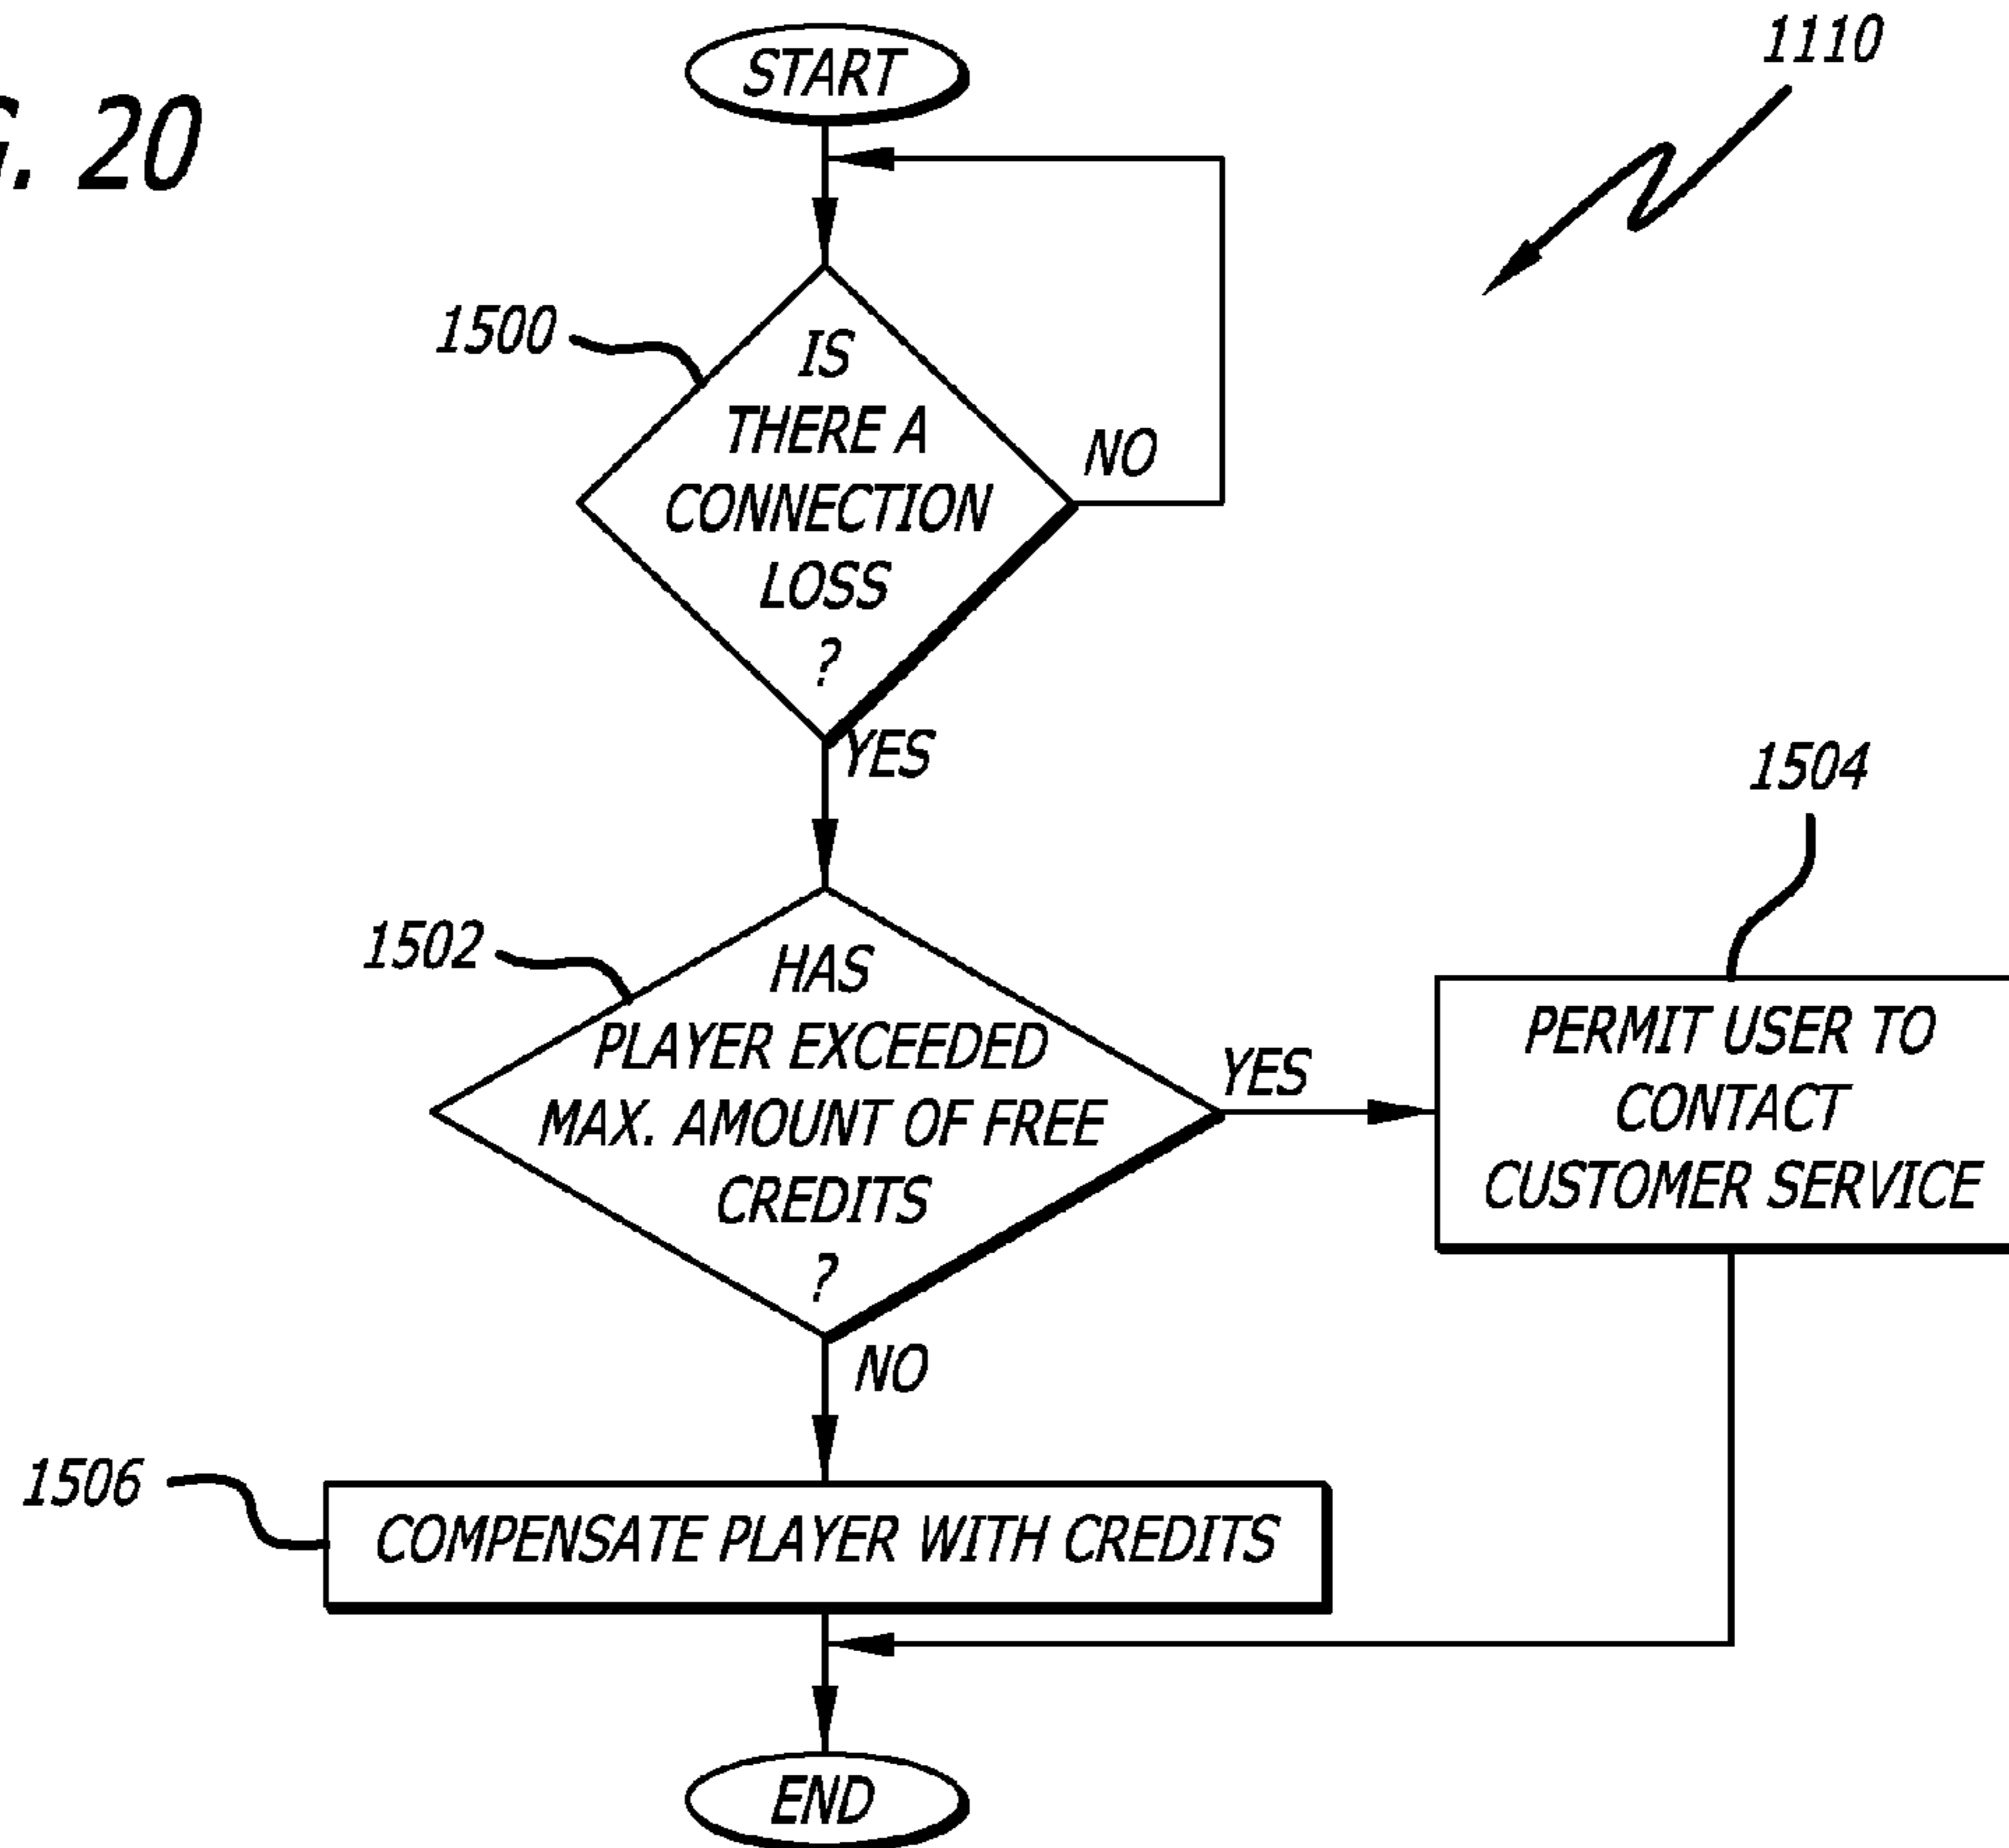 START
1110
G. 20
1500
IS
THERE A
CONNECTION
LOSS
?
NO
YES
1504
1502
HAS
PLAYER EXCEEDED
MAX. AMOUNT OF FREE
CREDITS
?
YES
PERMIT USER TO
CONTACT
CUSTOMER SERVICE
NO
1506
COMPENSATE PLAYER WITH CREDITS
END